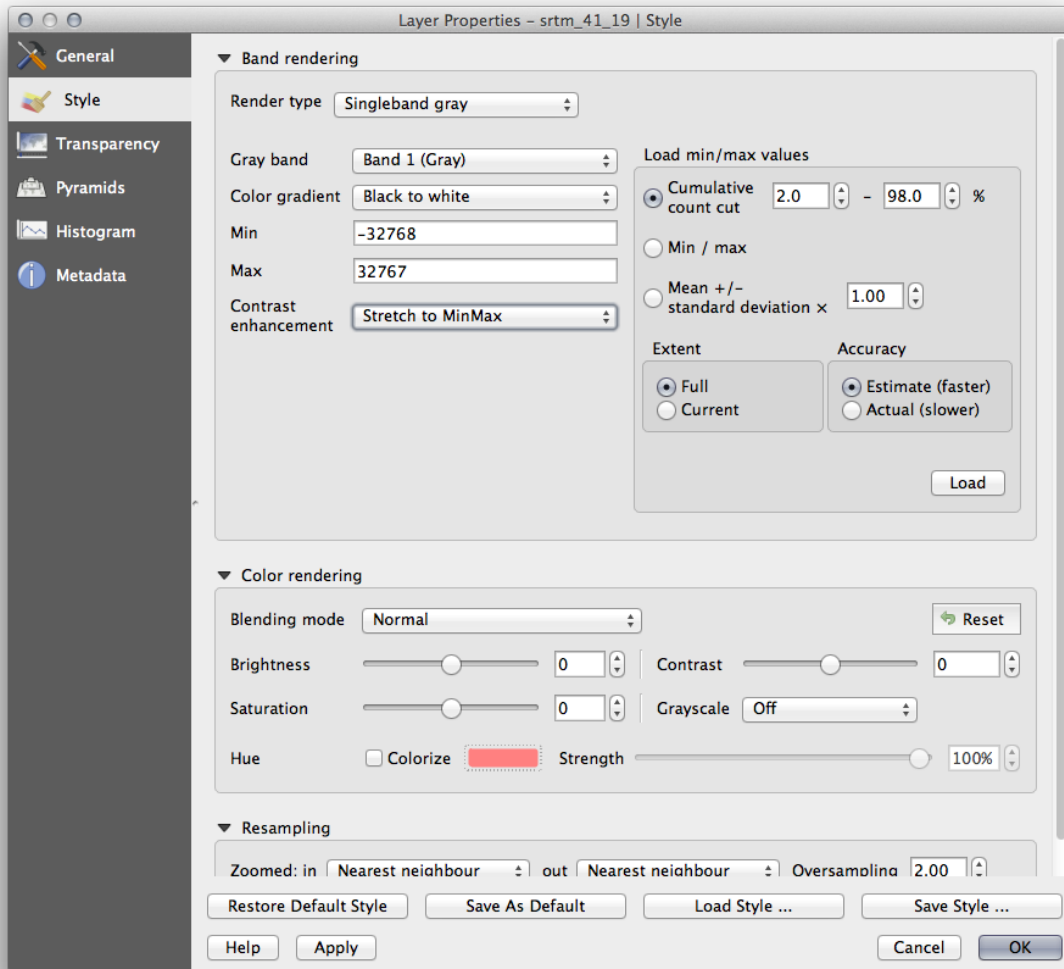 Layer Properties – srtm_41_19 | Style
General
Style
Transparency
Pyramids
Histogram
Metadata
Band rendering
Render type Singleband gray
Gray band Band 1 (Gray)
Color gradient Black to white
Min -32768
Max 32767
Contrast
enhancement Stretch to MinMax
Load min/max values
Cumulative
count cut 2.0 – 98.0 %
Min / max
Mean +/-
standard deviation × 1.00
Extent
Full
Current
Accuracy
Estimate (faster)
Actual (slower)
Load
Color rendering
Blending mode Normal Reset
Brightness 0 Contrast 0
Saturation 0 Grayscale Off
Hue Colorize Strength 100%
Resampling
Zoomed: in Nearest neighbour out Nearest neighbour Oversampling 2.00
Restore Default Style Save As Default Load Style ... Save Style ...
Help Apply Cancel OK